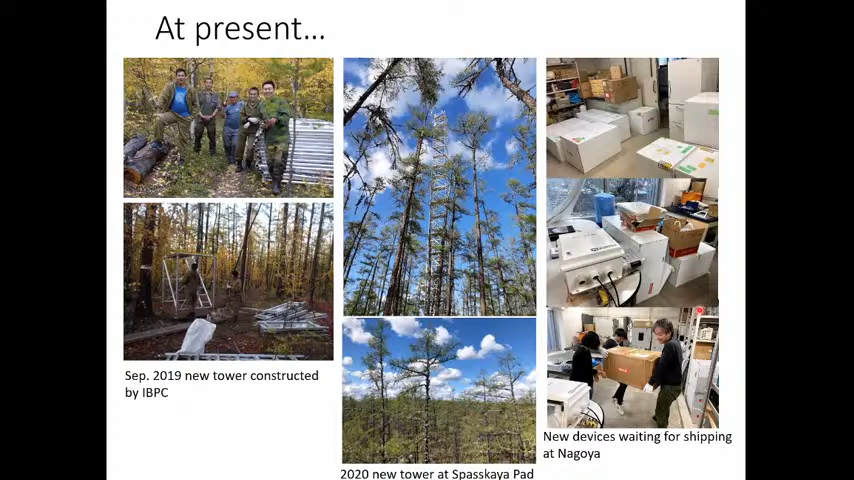 At present...
Sep. 2019 new tower constructed
by IBPC
2020 new tower at Spasskaya Pad
New devices waiting for shipping
at Nagoya